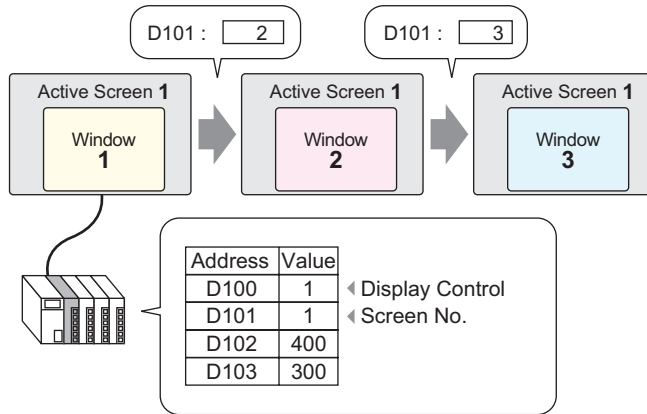 D101 : 2
D101 : 3
Active Screen 1
Window
1
Active Screen 1
Window
2
Active Screen 1
Window
3
Address Value
D100 1 Display Control
D101 1 Screen No.
D102 400
D103 300